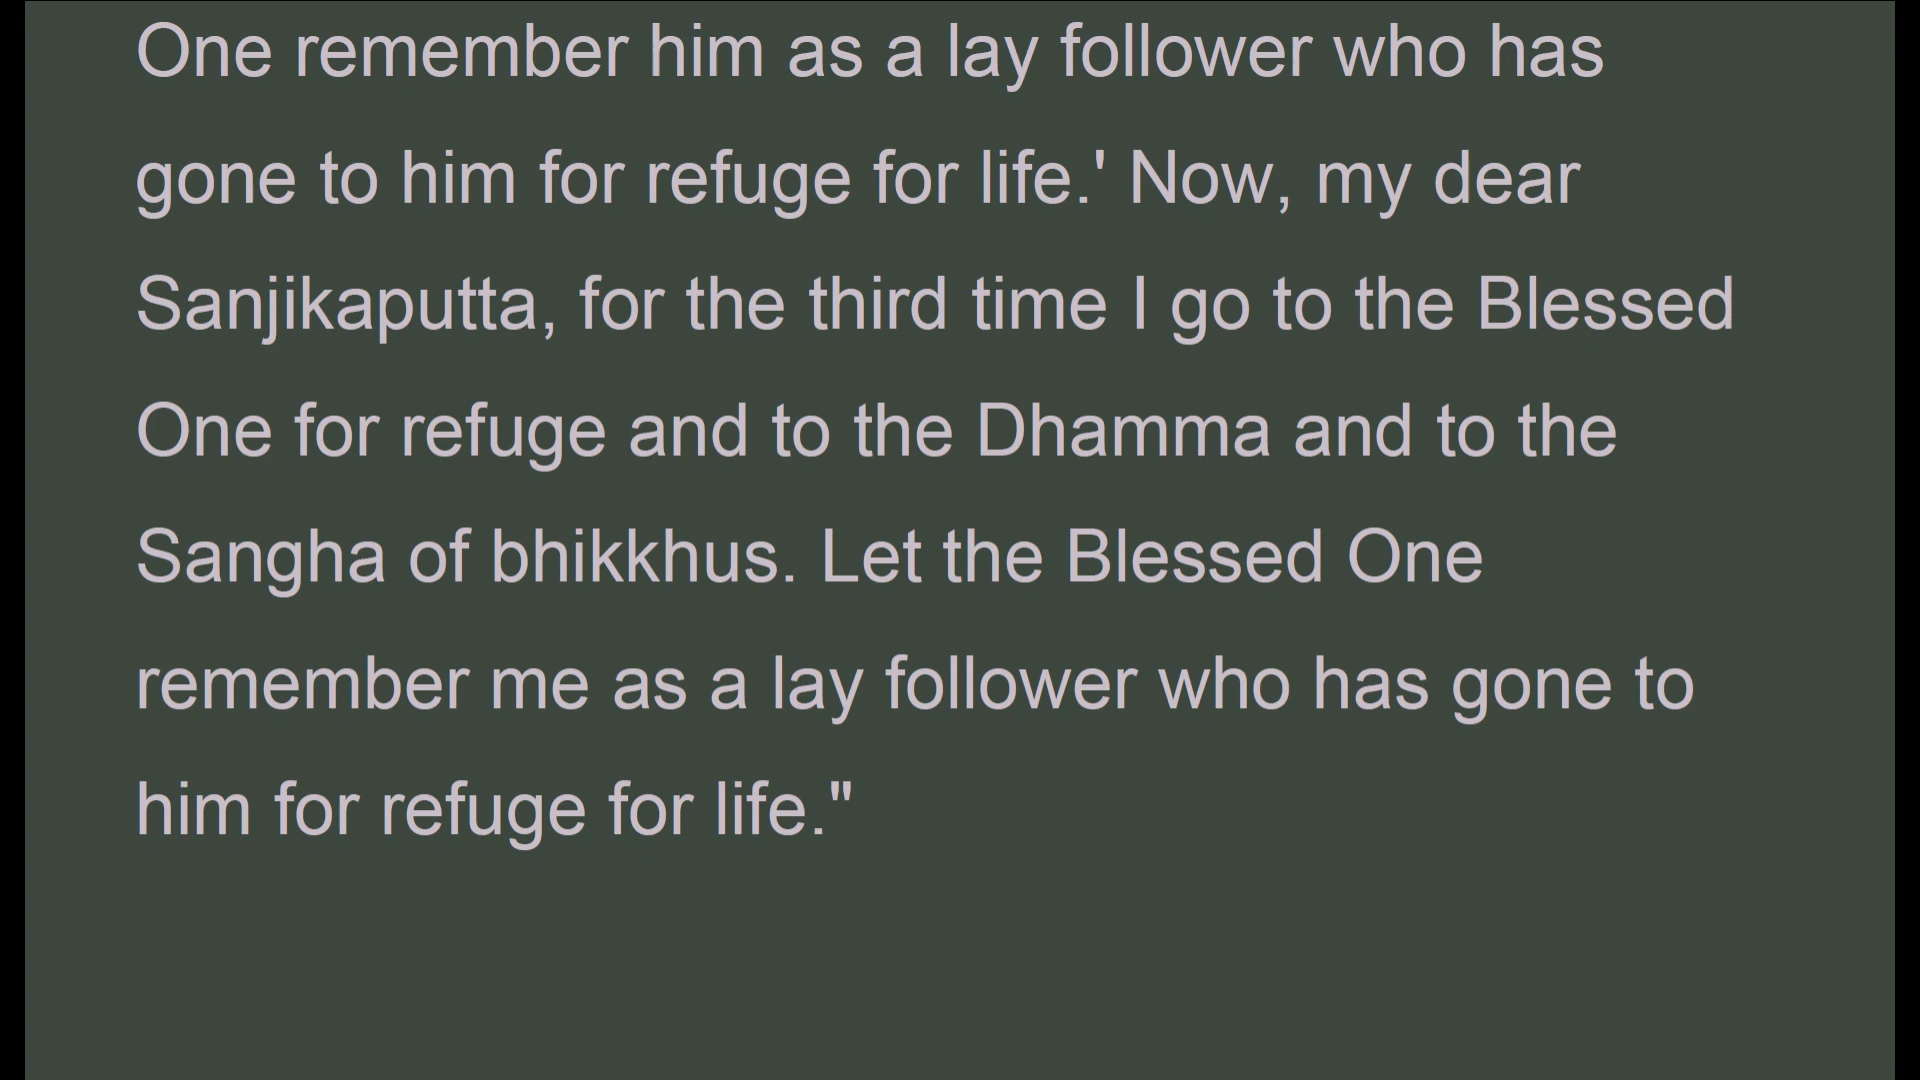 One remember him as a lay follower who has
gone to him for refuge for life.' Now, my dear
Sanjikaputta, for the third time I go to the Blessed
One for refuge and to the Dhamma and to the
Sangha of bhikkhus. Let the Blessed One
remember me as a lay follower who has gone to
him for refuge for life."